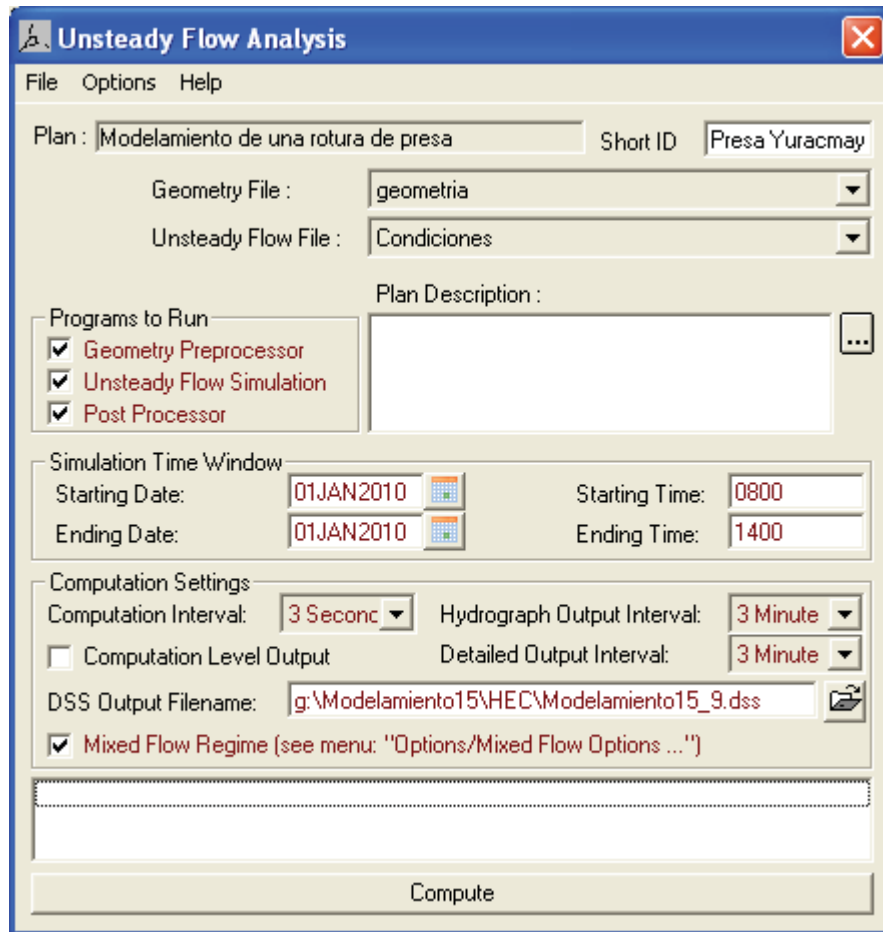 Unsteady Flow Analysis
File Options Help
Plan : Modelamiento de una rotura de presa Short ID Presa Yuracmay
Geometry File : geometria
Unsteady Flow File : Condiciones
Plan Description :
Programs to Run
Geometry Preprocessor
Unsteady Flow Simulation
Post Processor
...
Simulation Time Window
Starting Date: 01JAN2010 Starting Time: 0800
Ending Date: 01JAN2010 Ending Time: 1400
Computation Settings
Computation Interval: 3 Second Hydrograph Output Interval: 3 Minute
Computation Level Output Detailed Output Interval: 3 Minute
DSS Output Filename: g:\Modelamiento15\HEC\Modelamiento15_9.dss
Mixed Flow Regime (see menu: "Options/Mixed Flow Options ...")
Compute